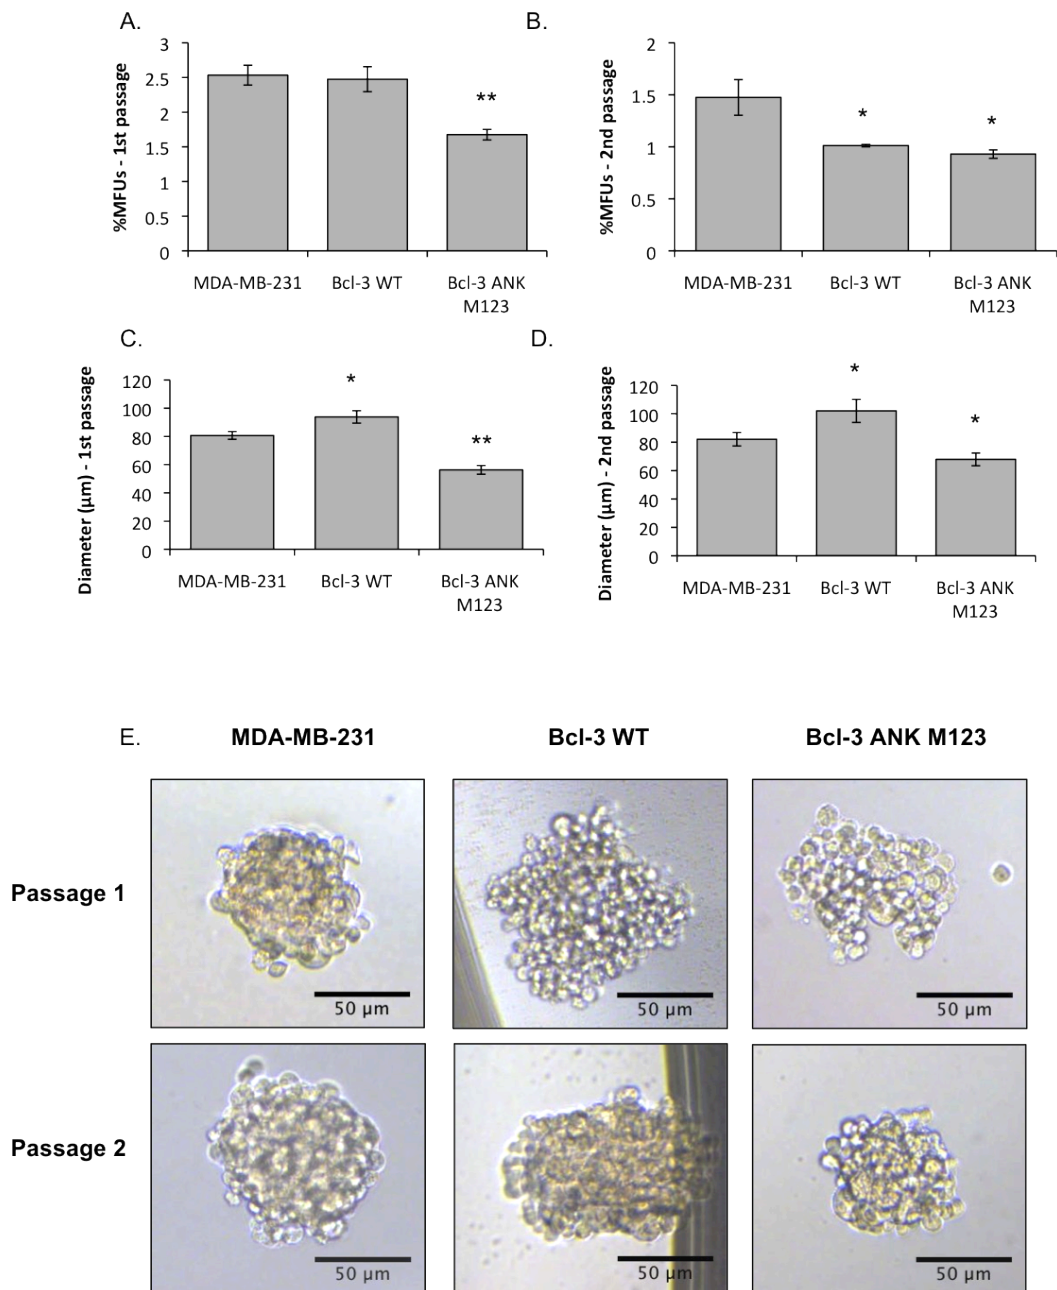 A.
%MFUs - 1st passage
3
2.5
2
1.5
1
0.5
0
**
MDA-MB-231 Bcl-3 WT Bcl-3 ANK
M123
B.
%MFUs - 2nd passage
2
1.5
1
0.5
0
*
*
MDA-MB-231 Bcl-3 WT Bcl-3 ANK
M123
C.
Diameter (µm) - 1st passage
120
100
80
60
40
20
0
*
**
MDA-MB-231 Bcl-3 WT Bcl-3 ANK
M123
D.
Diameter (µm) - 2nd passage
120
100
80
60
40
20
0
*
*
MDA-MB-231 Bcl-3 WT Bcl-3 ANK
M123
E.
MDA-MB-231 Bcl-3 WT Bcl-3 ANK M123
Passage 1
50 µm 50 µm 50 µm
Passage 2
50 µm 50 µm 50 µm